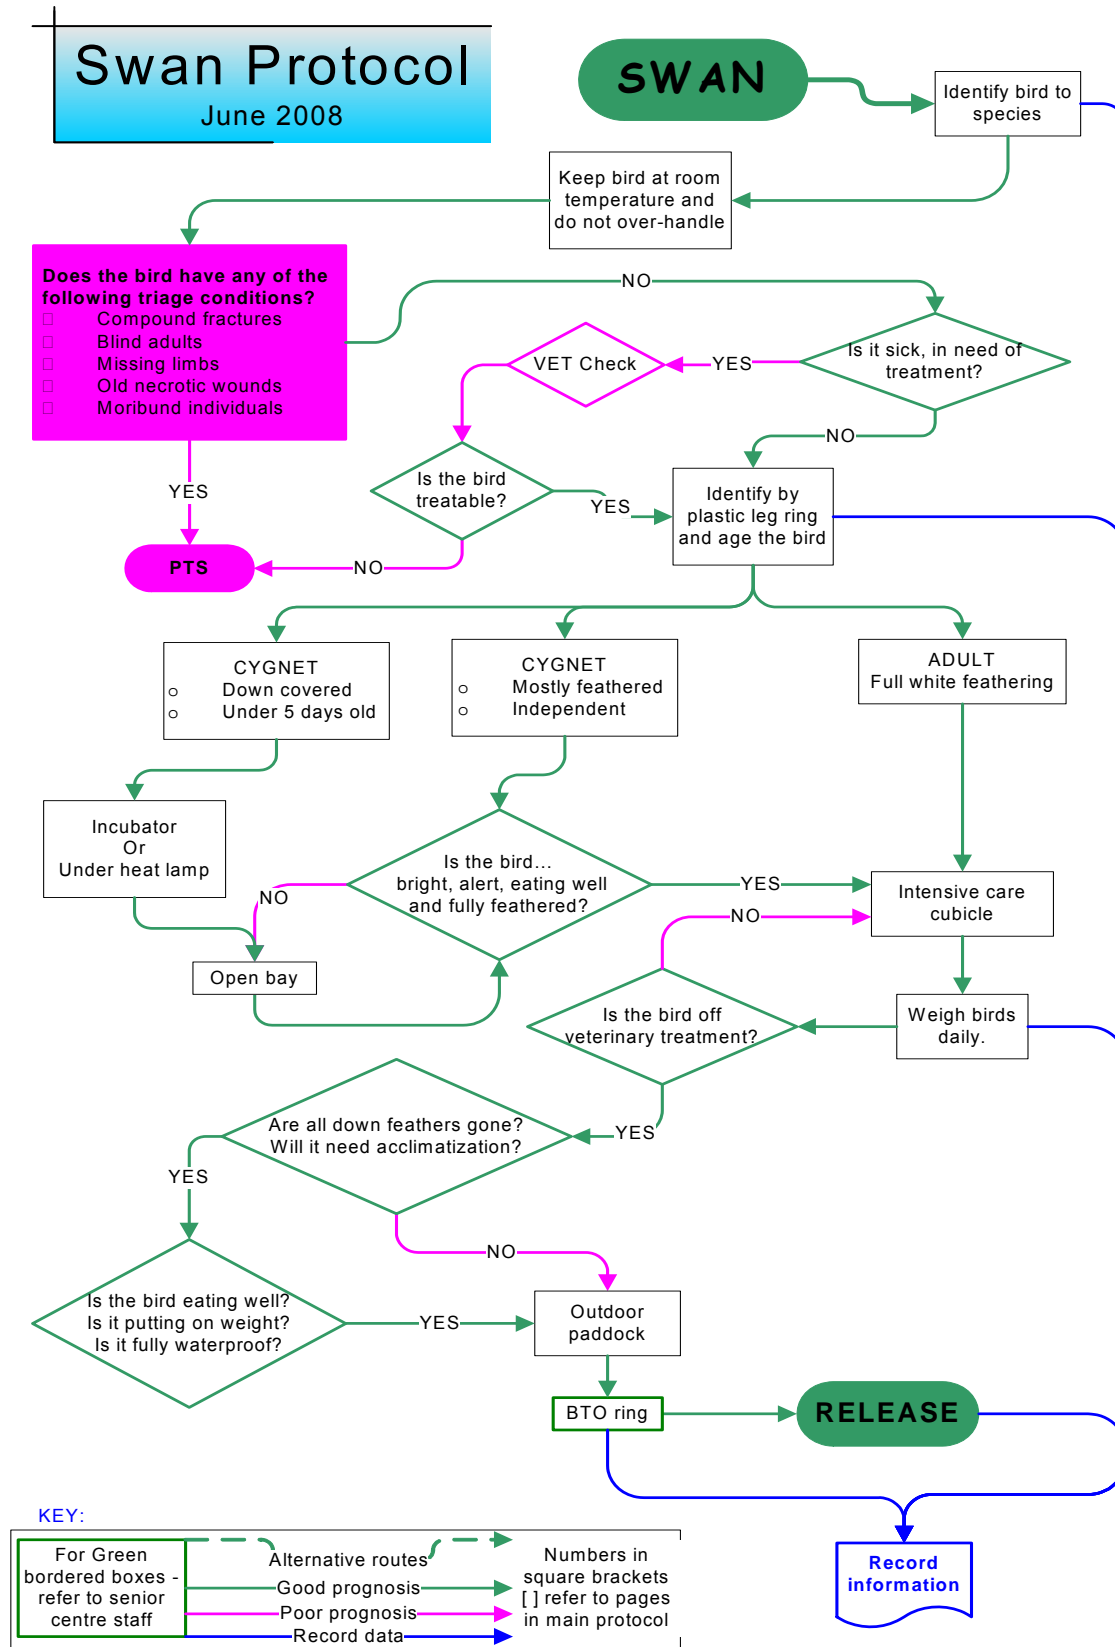 Swan Protocol
June 2008
SWAN
Identify bird to
species
Keep bird at room
temperature and
do not over-handle
Does the bird have any of the
following triage conditions?
Compound fractures
Blind adults
Missing limbs
Old necrotic wounds
Moribund individuals
NO
Is it sick, in need of
treatment?
YES
VET Check
NO
Is the bird
treatable?
YES
Identify by
plastic leg ring
and age the bird
YES
NO
PTS
CYGNET
o Down covered
o Under 5 days old
CYGNET
o Mostly feathered
o Independent
ADULT
Full white feathering
Incubator
Or
Under heat lamp
Is the bird...
bright, alert, eating well
and fully feathered?
YES
NO
Intensive care
cubicle
NO
Open bay
Is the bird off
veterinary treatment?
Weigh birds
daily.
Are all down feathers gone?
Will it need acclimatization?
YES
YES
NO
Is the bird eating well?
Is it putting on weight?
Is it fully waterproof?
YES
Outdoor
paddock
BTO ring
RELEASE
Record
information
KEY:
For Green
bordered boxes -
refer to senior
centre staff
Alternative routes
Good prognosis
Poor prognosis
Record data
Numbers in
square brackets
[ ] refer to pages
in main protocol